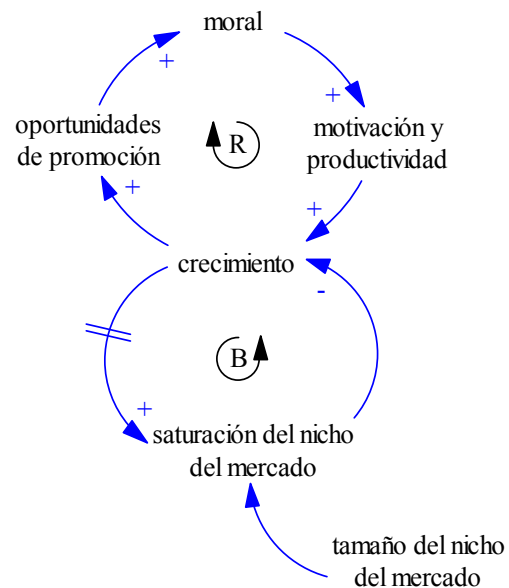 moral
+
+
oportunidades
de promoción
R
motivación y
productividad
+
+
crecimiento
-
B
+
saturación del nicho
del mercado
tamaño del nicho
del mercado